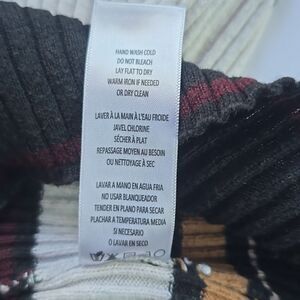 HAND WASH COLD
DO NOT BLEACH
LAY FLAT TO DRY
WARM IRON IF NEEDED
OR DRY CLEAN
LAVER À LA MAIN À L'EAU FROIDE
JAVEL CHLORINE
SÉCHER À PLAT
REPASSAGE MOYEN AU BESOIN
OU NETTOYAGE À SEC
LAVAR A MANO EN AGUA FRIA
NO USAR BLANQUEADOR
TENDER EN PLANO PARA SECAR
PLACHAR A TEMPERATURA MEDIA
SI NECESARIO
O LAVAR EN SECO